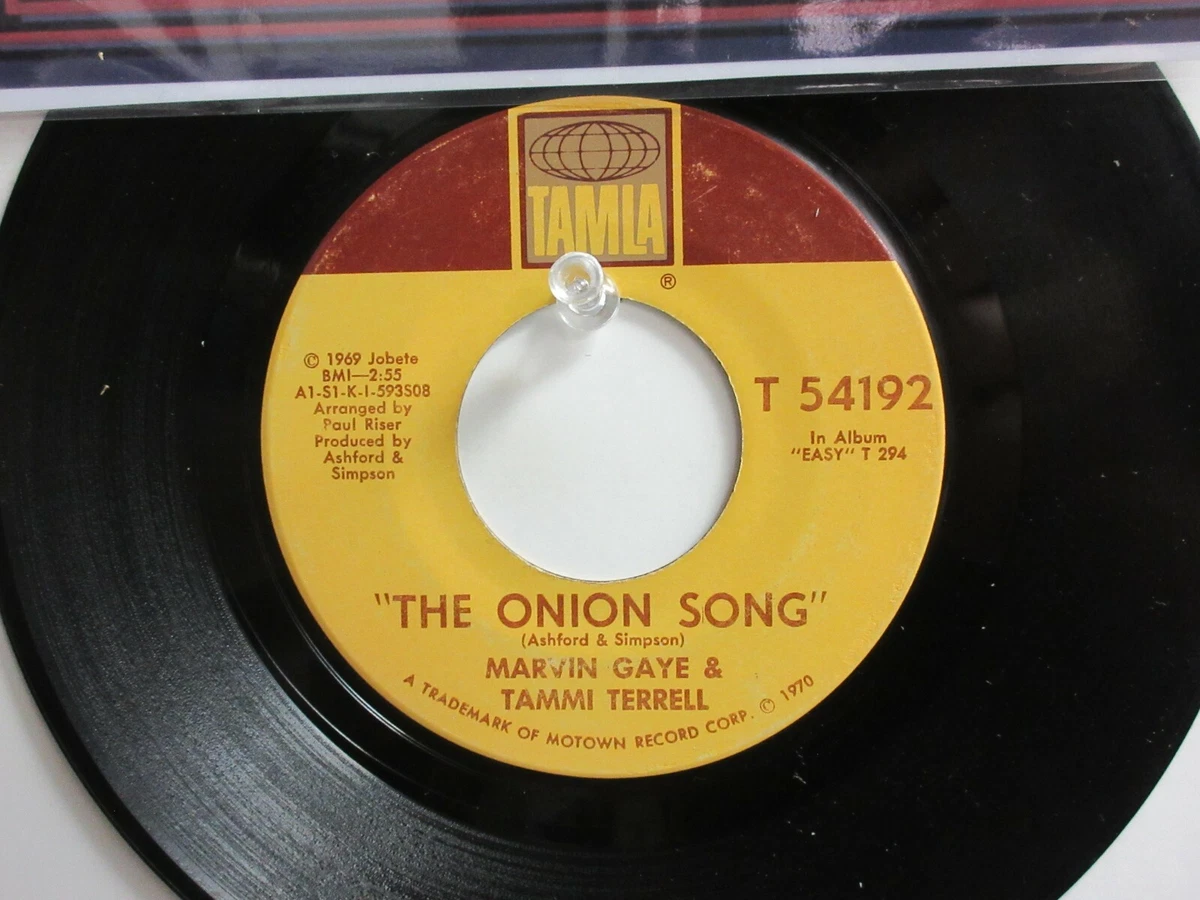 TAMLA
®
© 1969 Jobete
BMI—2:55
A1-S1-K-I-593S08
Arranged by
Paul Riser
Produced by
Ashford &
Simpson
T 54192
In Album
"EASY" T 294
"THE ONION SONG"
(Ashford & Simpson)
MARVIN GAYE &
TAMMI TERRELL
A TRADEMARK OF MOTOWN RECORD CORP. © 1970